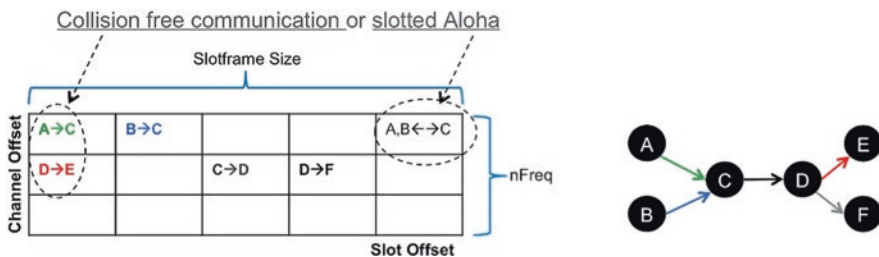 Collision free communication or slotted Aloha
Slotframe Size
Channel Offset
A→C B→C A,B←→C
D→E C→D D→F
nFreq
Slot Offset
A
B
C
D
E
F